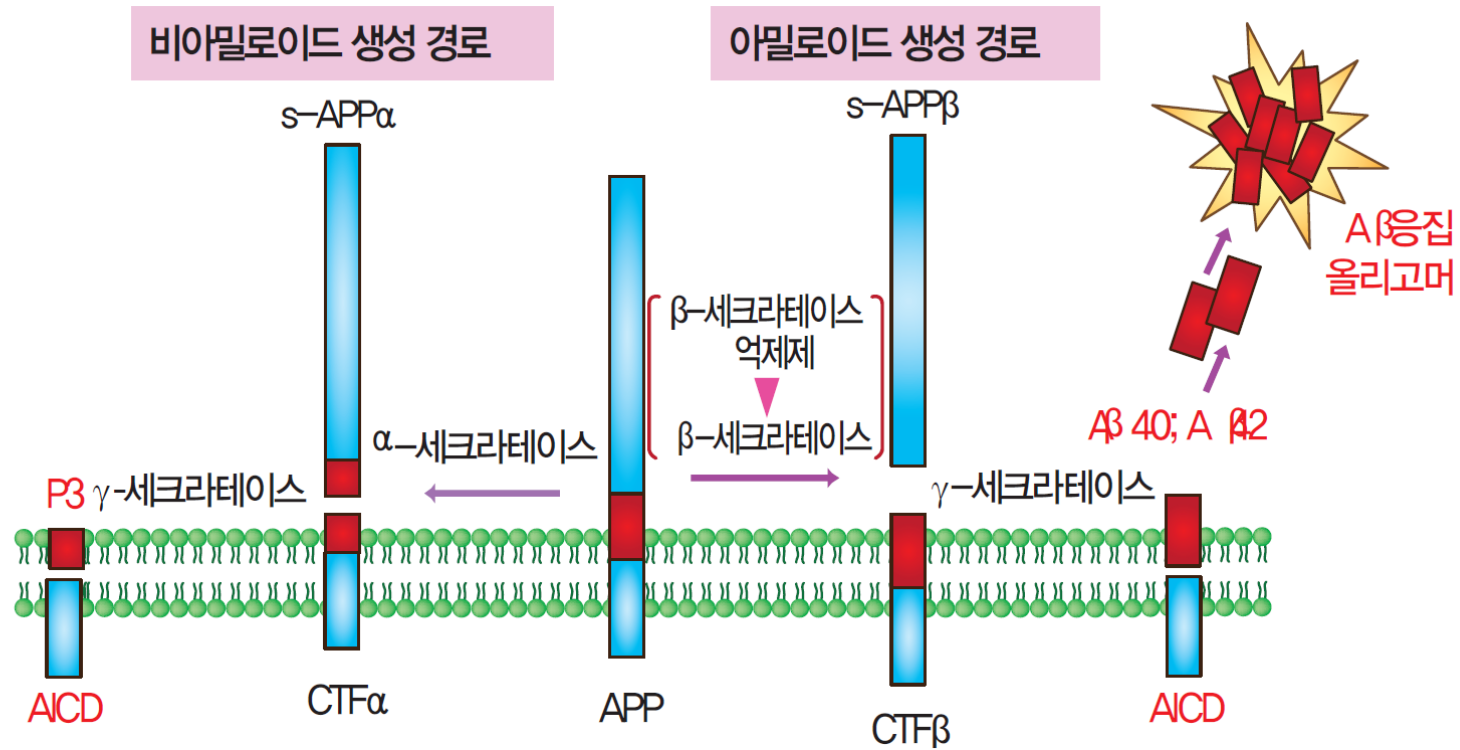 비아밀로이드 생성 경로
아밀로이드 생성 경로
s-APPα
s-APPβ
Aβ응집
올리고머
β-세크라테이스
억제제
β-세크라테이스
α-세크라테이스
Aβ 40; A β42
P3
γ-세크라테이스
γ-세크라테이스
AICD
CTFα
APP
CTFβ
AICD